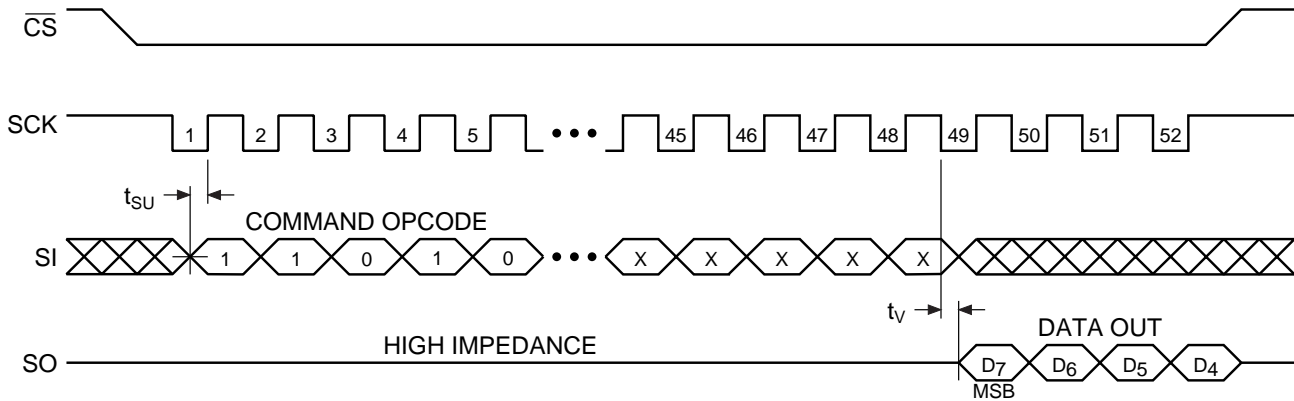 CS
SCK 1 2 3 4 5 ••• 45 46 47 48 49 50 51 52
tSU
COMMAND OPCODE
SI 1 1 0 1 0 ••• X X X X X
tV
DATA OUT
HIGH IMPEDANCE
SO D7 D6 D5 D4
MSB